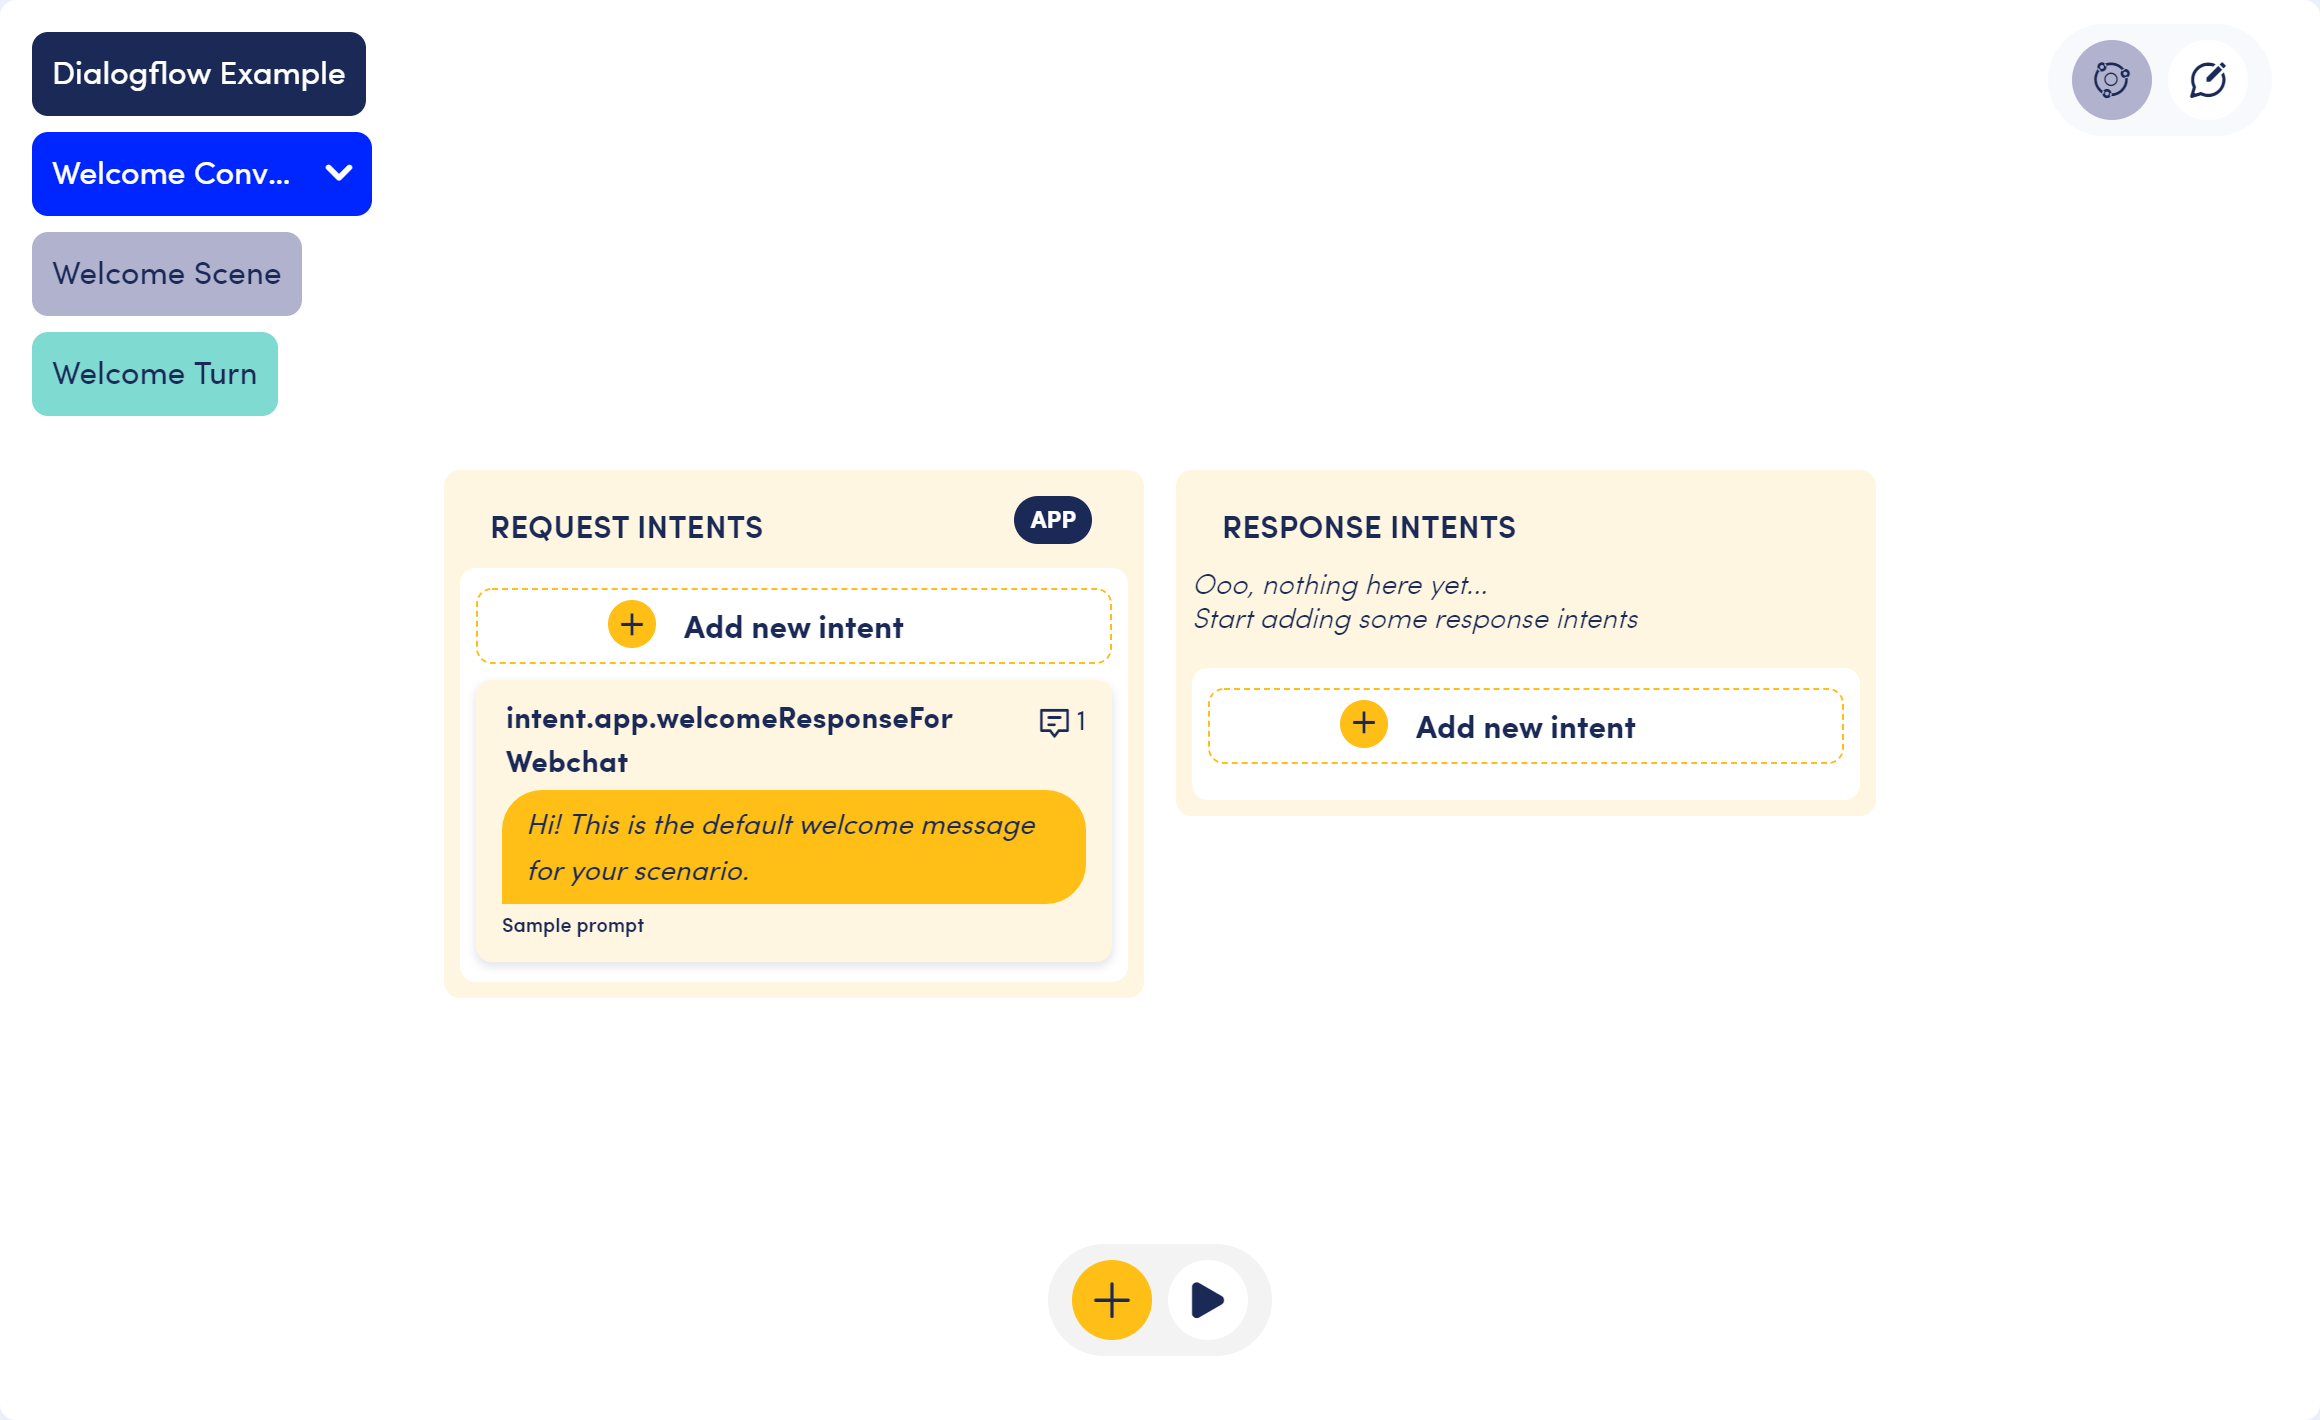 Dialogflow Example
Welcome Conv...
Welcome Scene
Welcome Turn
REQUEST INTENTS
APP
Add new intent
intent.app.welcomeResponseFor
Webchat
1
Hi! This is the default welcome message
for your scenario.
Sample prompt
RESPONSE INTENTS
Ooo, nothing here yet...
Start adding some response intents
Add new intent